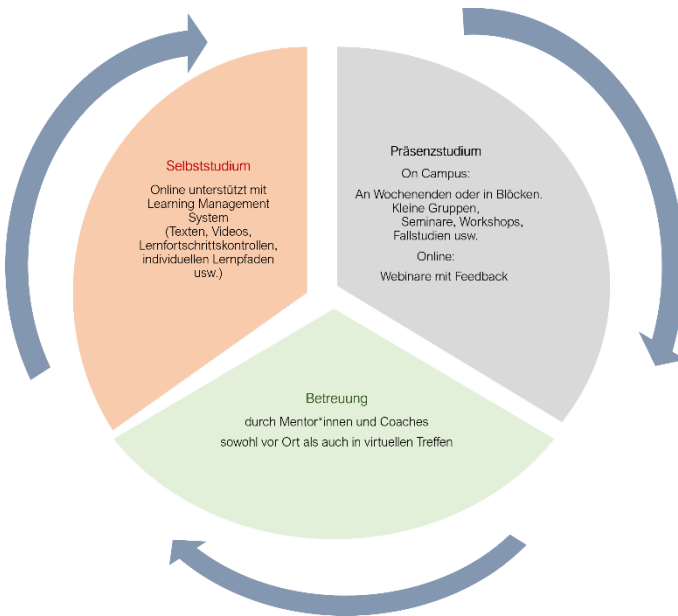 Selbststudium
Online unterstützt mit
Learning Management
System
(Texten, Videos,
Lernfortschrittskontrollen,
individuellen Lernpfaden
usw.)
Präsenzstudium
On Campus:
An Wochenenden oder in Blöcken.
Kleine Gruppen,
Seminare, Workshops,
Fallstudien usw.
Online:
Webinare mit Feedback
Betreuung
durch Mentor*innen und Coaches
sowohl vor Ort als auch in virtuellen Treffen